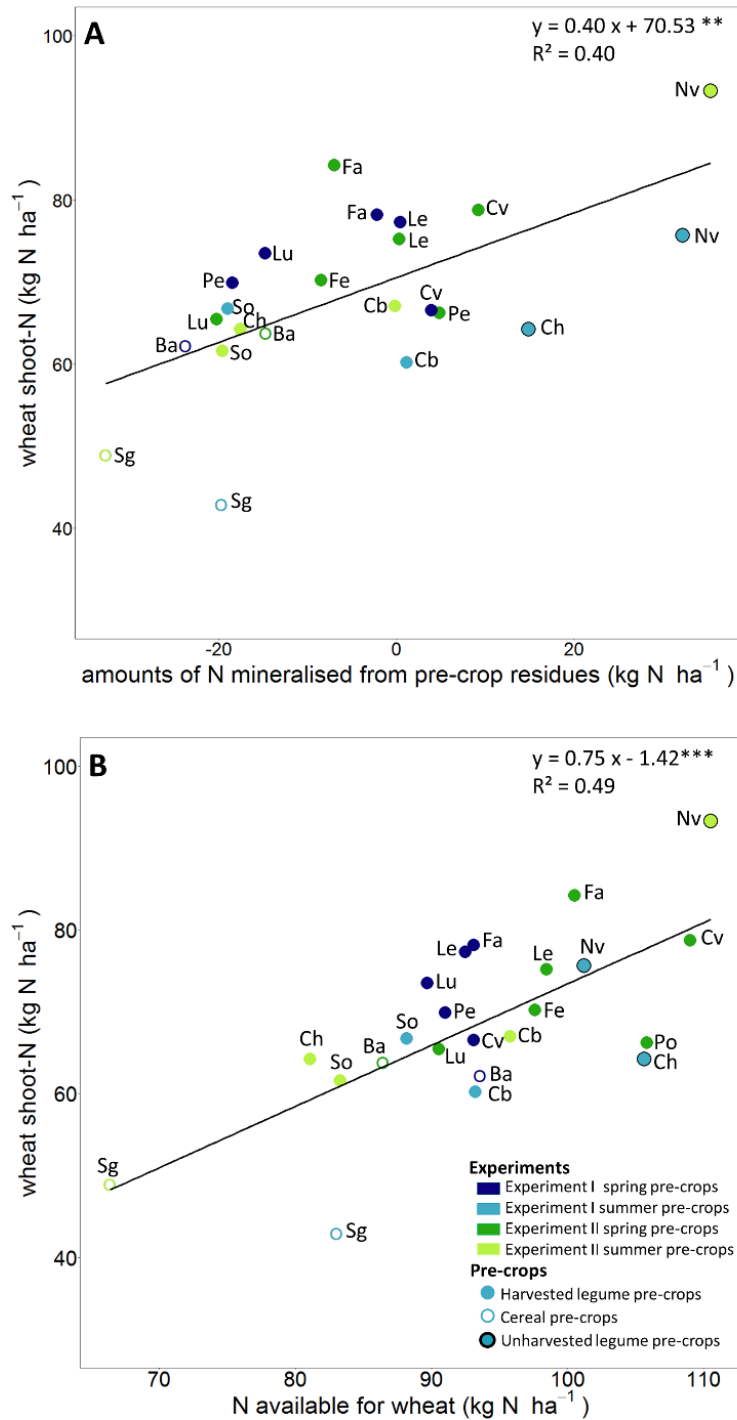 A
y = 0.40 x + 70.53 **
R² = 0.40
100
80
60
40
wheat shoot-N (kg N ha⁻¹)
Nv
Fa
Fa
Le
Cv
Le
Nv
Lu
Pe
Fe
So
Cb
Cv
Pe
Lu
Ch
Ba
Ch
Ba
So
Cb
Sg
Sg
-20
0
20
amounts of N mineralised from pre-crop residues (kg N ha⁻¹)
B
y = 0.75 x - 1.42***
R² = 0.49
100
80
60
40
wheat shoot-N (kg N ha⁻¹)
Nv
Fa
Le
Fa
Le
Nv
Cv
Lu
Pe
Fe
So
Ch
So
Ba
Lu
Cv
Cb
Po
Ch
Ba
Cb
Sg
Sg
Experiments
Experiment I spring pre-crops
Experiment I summer pre-crops
Experiment II spring pre-crops
Experiment II summer pre-crops
Pre-crops
Harvested legume pre-crops
Cereal pre-crops
Unharvested legume pre-crops
70
80
90
100
110
N available for wheat (kg N ha⁻¹)